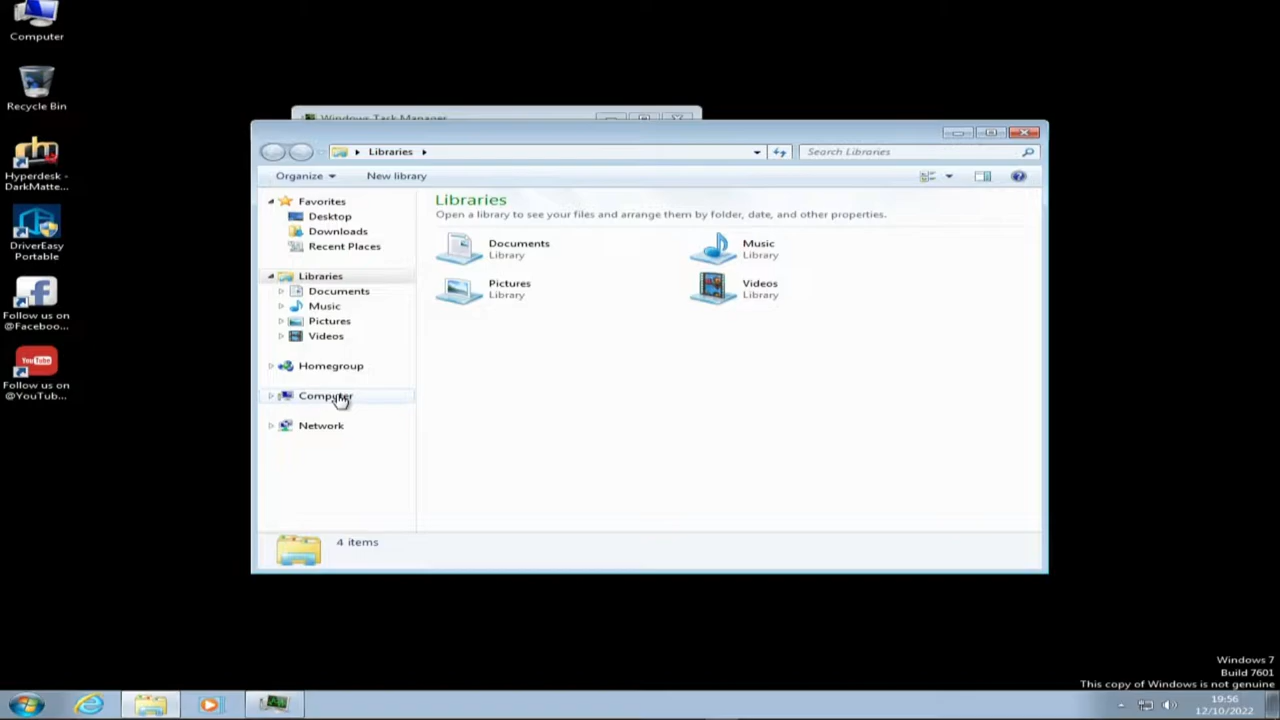 Computer
Recycle Bin
Hyperdesk -
DarkMatte...
DriverEasy
Portable
Follow us on
@Faceboo...
YouTube
Follow us on
@YouTub...
Windows Task Manager
Libraries
Search Libraries
Organize
New library
Favorites
Desktop
Downloads
Recent Places
Libraries
Documents
Music
Pictures
Videos
Homegroup
Computer
Network
Libraries
Open a library to see your files and arrange them by folder, date, and other properties.
Documents
Library
Music
Library
Pictures
Library
Videos
Library
4 items
Windows 7
Build 7601
This copy of Windows is not genuine
19:56
12/10/2022